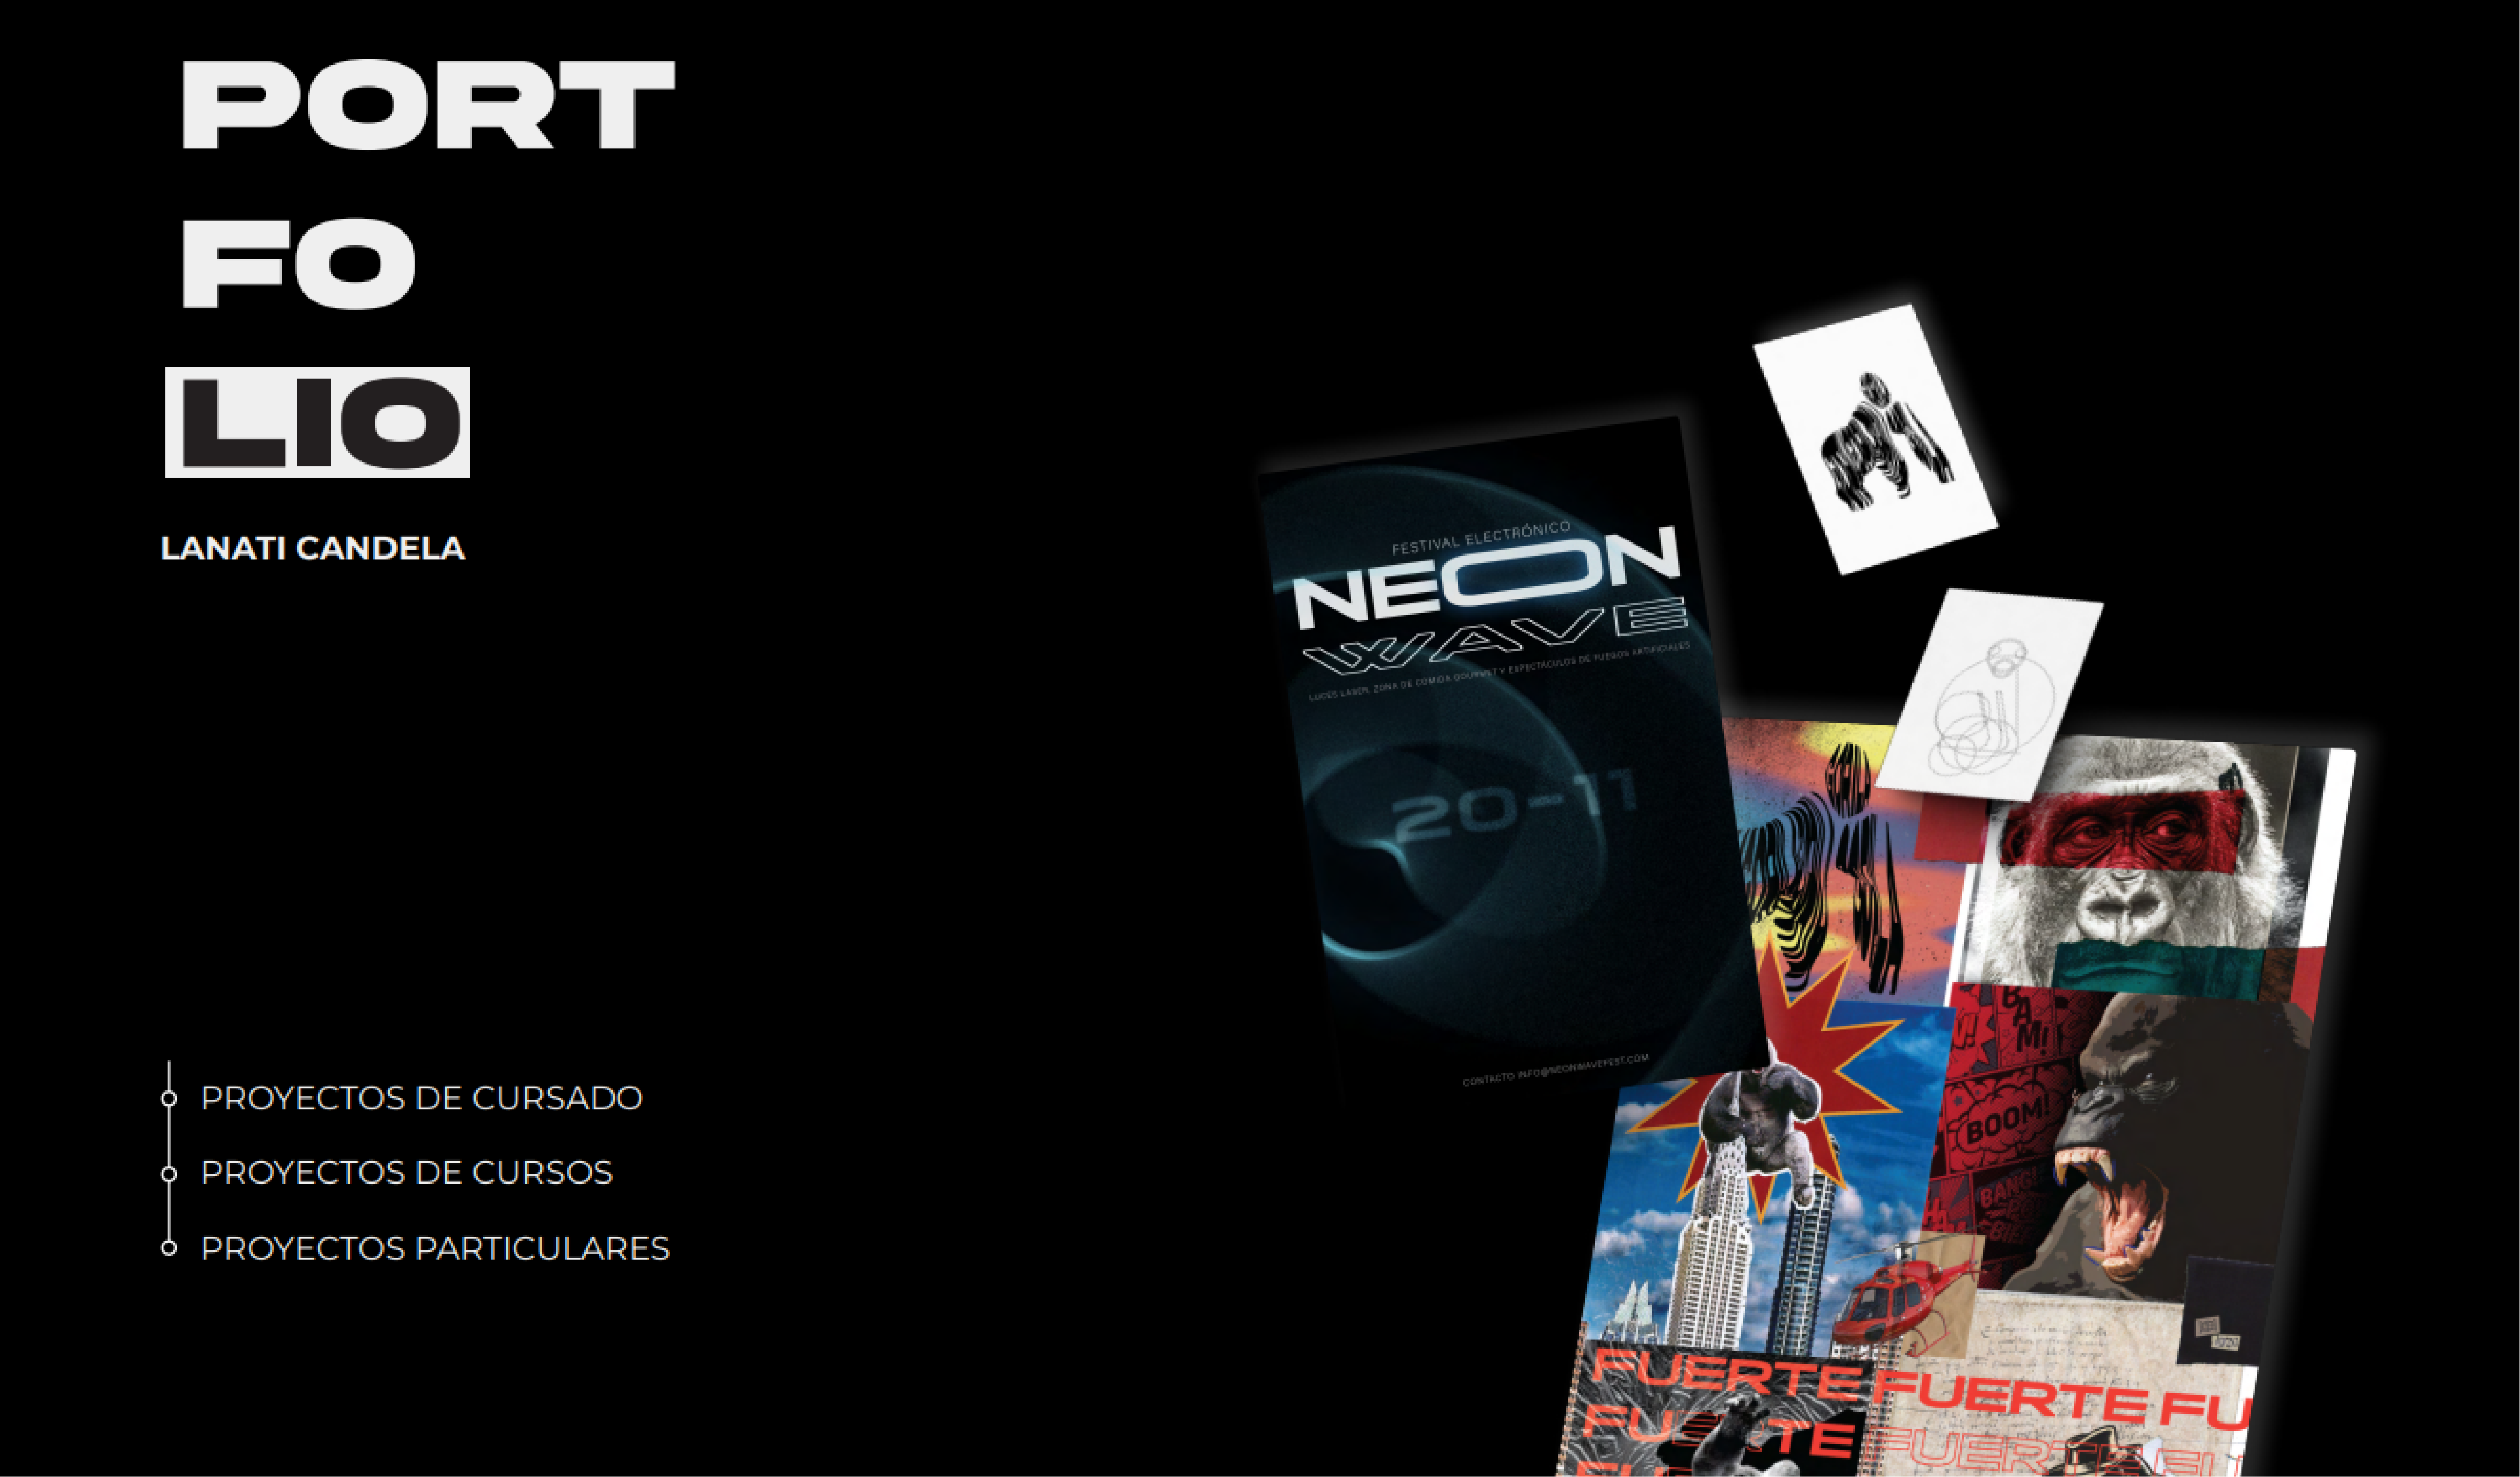 PORT
FO
LIO
LANATI CANDELA
PROYECTOS DE CURSADO
PROYECTOS DE CURSOS
PROYECTOS PARTICULARES
FESTIVAL ELECTRÓNICO
NEON
WAVE
LUCES LASER, ZONA DE COMIDA GOURMET Y ESPECTACULOS DE FUEGOS ARTIFICIALES
20-11
CONTACTO: INFO@NEONWAVEFEST.COM
BAM!
BOOM!
BANG!
FUERTE FUERTE FU
FUERTE FUERTE FU